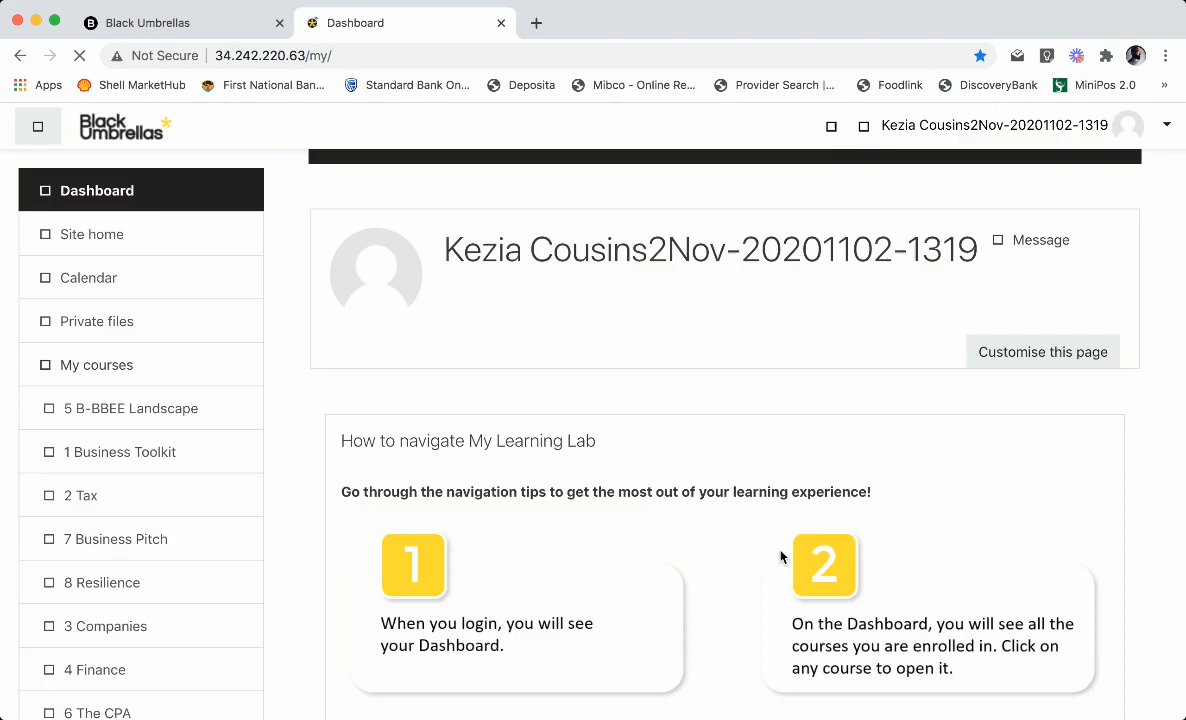 Black Umbrellas
Dashboard
Not Secure
34.242.220.63/my/
Apps
Shell MarketHub
First National Ban...
Standard Bank On...
Deposita
Mibco - Online Re...
Provider Search |...
Foodlink
DiscoveryBank
MiniPos 2.0
»
Black
Umbrellas
Kezia Cousins2Nov-20201102-1319
Dashboard
Site home
Calendar
Private files
My courses
5 B-BBEE Landscape
1 Business Toolkit
2 Tax
7 Business Pitch
8 Resilience
3 Companies
4 Finance
6 The CPA
Kezia Cousins2Nov-20201102-1319
Message
Customise this page
How to navigate My Learning Lab
Go through the navigation tips to get the most out of your learning experience!
1
When you login, you will see
your Dashboard.
2
On the Dashboard, you will see all the
courses you are enrolled in. Click on
any course to open it.